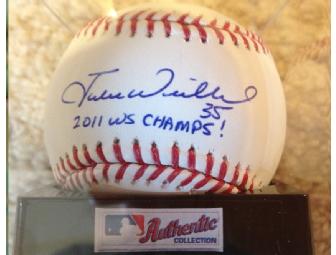 35
2011 WS CHAMPS!
Authentic
COLLECTION